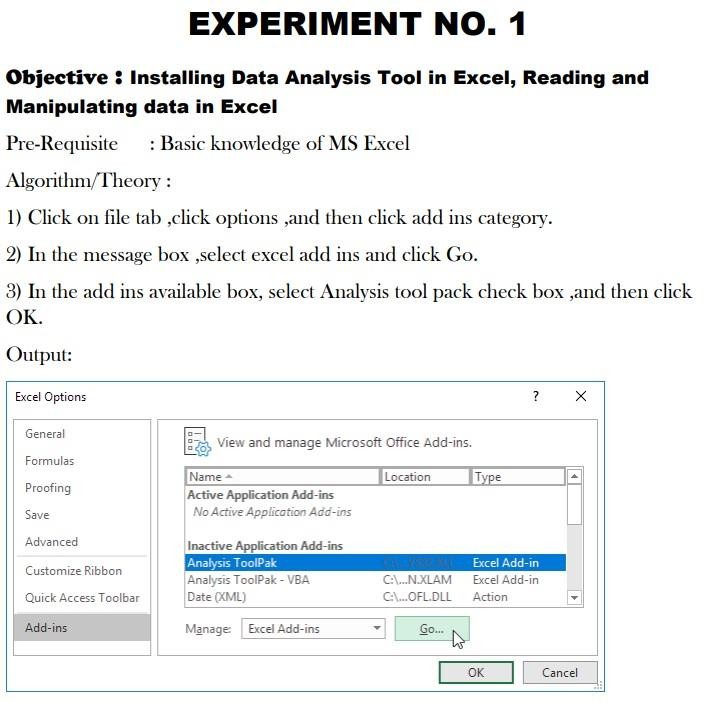 EXPERIMENT NO. 1
Objective : Installing Data Analysis Tool in Excel, Reading and
Manipulating data in Excel
Pre-Requisite : Basic knowledge of MS Excel
Algorithm/Theory :
1) Click on file tab ,click options ,and then click add ins category.
2) In the message box ,select excel add ins and click Go.
3) In the add ins available box, select Analysis tool pack check box ,and then click
OK.
Output:
Excel Options ? ×
General
Formulas
Proofing
Save
Advanced
Customize Ribbon
Quick Access Toolbar
Add-ins
View and manage Microsoft Office Add-ins.
Name Location Type
Active Application Add-ins
No Active Application Add-ins
Inactive Application Add-ins
Analysis ToolPak Excel Add-in
Analysis ToolPak - VBA C:\...N.XLAM Excel Add-in
Date (XML) C:\...OFL.DLL Action
Manage: Excel Add-ins Go...
OK Cancel